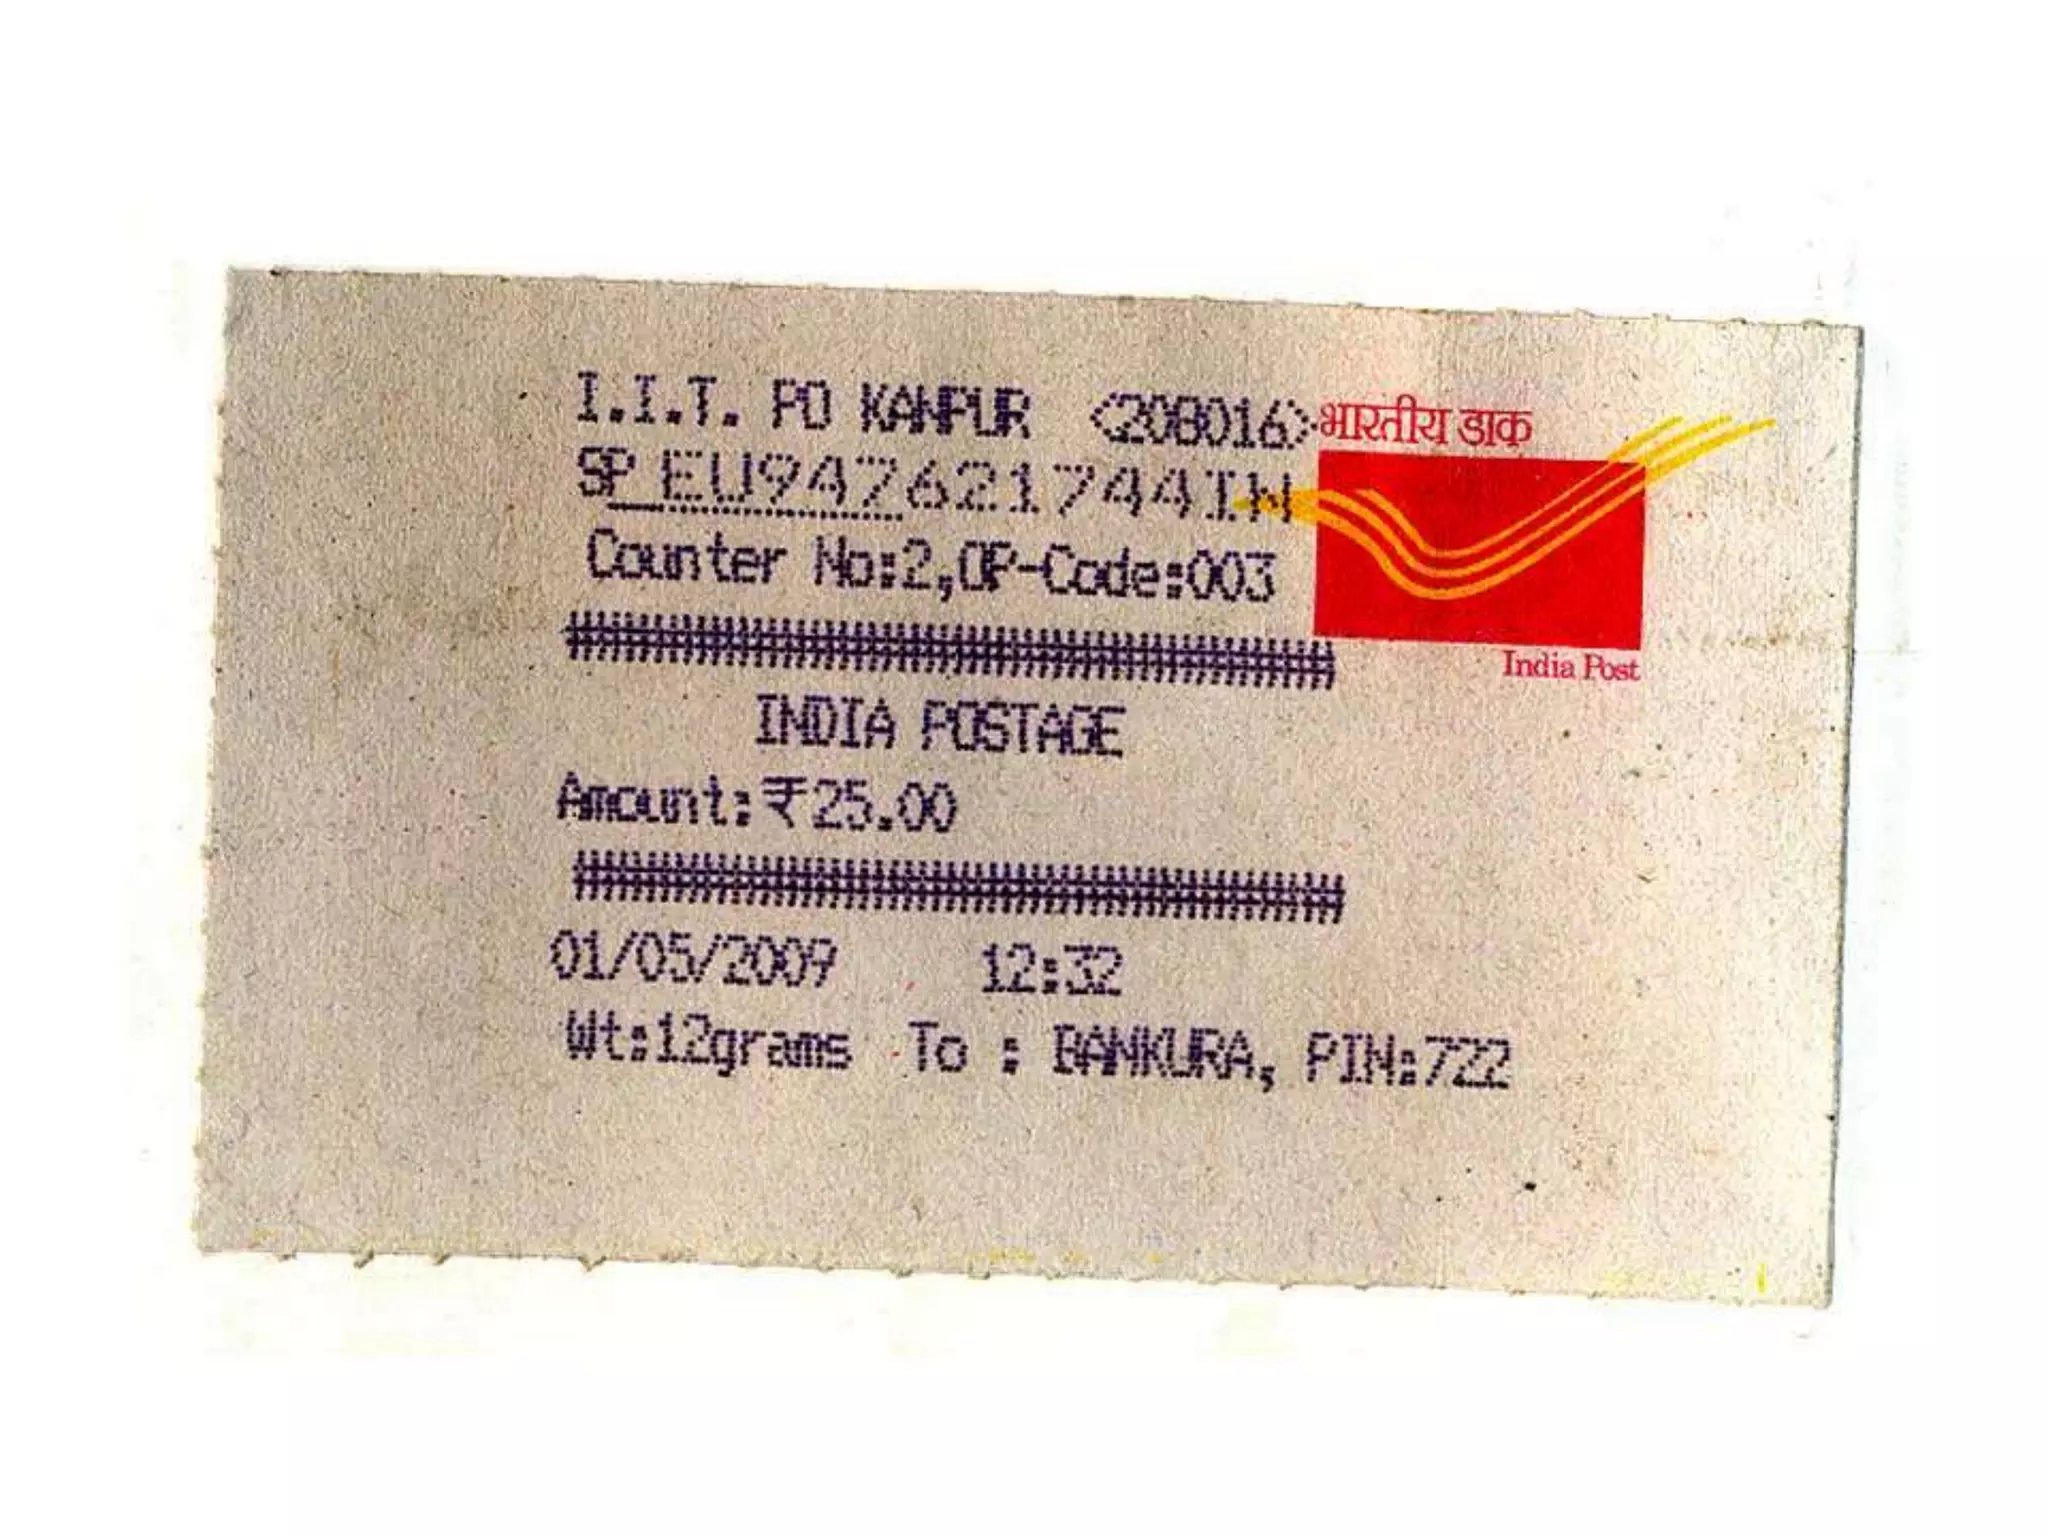 I.I.T. PO KANPUR <208016>
भारतीय डाक
SP EU947621744IN
Counter No:2,OP-Code:003
India Post
INDIA POSTAGE
Amount:₹25.00
01/05/2009 12:32
Wt:12grams To : BANKURA, PIN:722